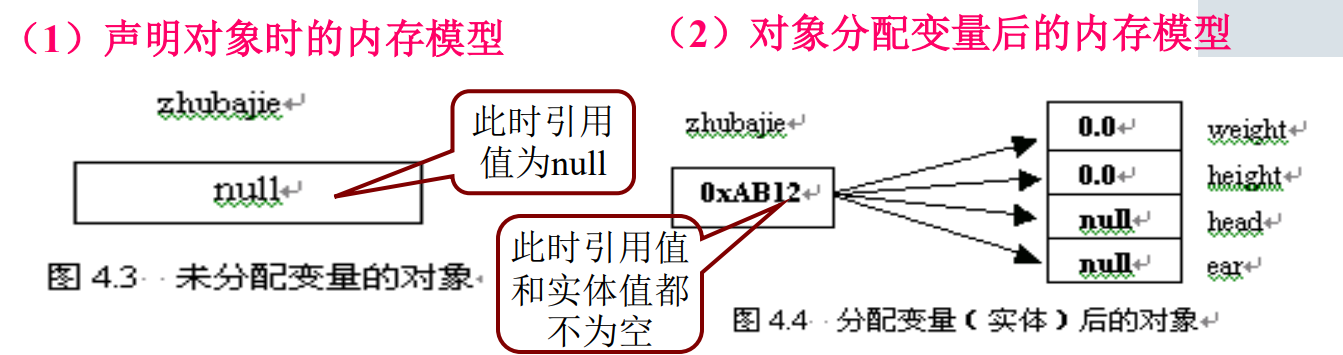 （1）声明对象时的内存模型
zhubajie↵
null↵
此时引用
值为null
图 4.3 未分配变量的对象↵
（2）对象分配变量后的内存模型
zhubajie↵
0xAB12↵
0.0↵ weight↵
0.0↵ height↵
null↵ head↵
null↵ ear↵
此时引用值
和实体值都
不为空
图 4.4 分配变量（实体）后的对象↵